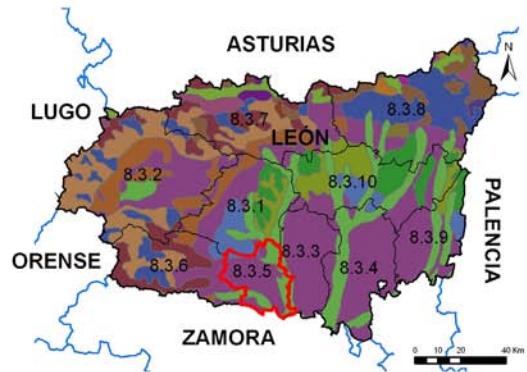 ASTURIAS
N
LUGO
8.3.7
8.3.8
LEÓN
8.3.2
8.3.10
8.3.1
PALENCIA
8.3.3
8.3.9
ORENSE
8.3.6
8.3.5
8.3.4
ZAMORA
0 10 20 40 Km